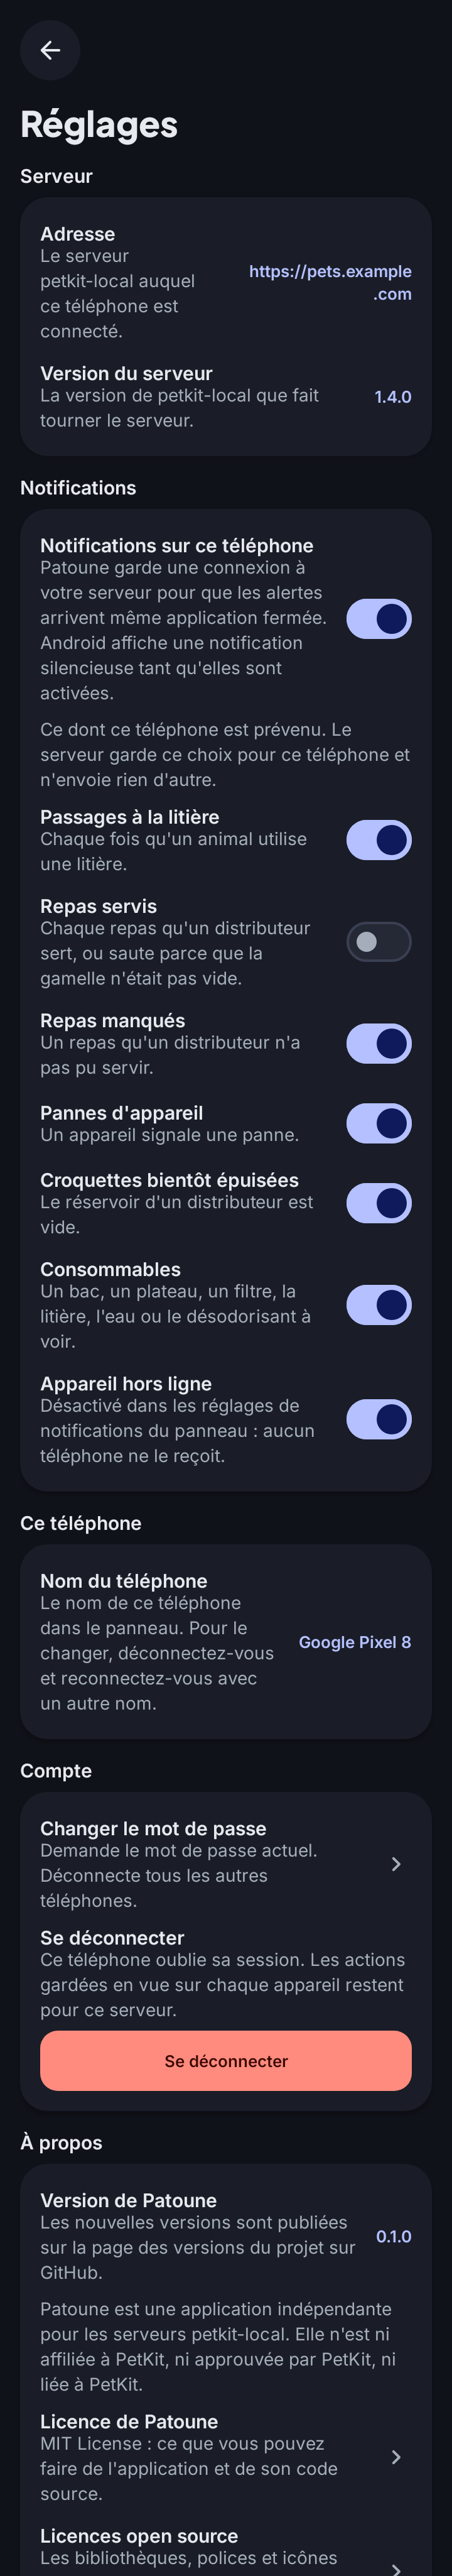 Réglages
Serveur
Adresse
Le serveur
petkit-local auquel
ce téléphone est
connecté.
https://pets.example
.com
Version du serveur
La version de petkit-local que fait
tourner le serveur.
1.4.0
Notifications
Notifications sur ce téléphone
Patoune garde une connexion à
votre serveur pour que les alertes
arrivent même application fermée.
Android affiche une notification
silencieuse tant qu'elles sont
activées.
Ce dont ce téléphone est prévenu. Le
serveur garde ce choix pour ce téléphone et
n'envoie rien d'autre.
Passages à la litière
Chaque fois qu'un animal utilise
une litière.
Repas servis
Chaque repas qu'un distributeur
sert, ou saute parce que la
gamelle n'était pas vide.
Repas manqués
Un repas qu'un distributeur n'a
pas pu servir.
Pannes d'appareil
Un appareil signale une panne.
Croquettes bientôt épuisées
Le réservoir d'un distributeur est
vide.
Consommables
Un bac, un plateau, un filtre, la
litière, l'eau ou le désodorisant à
voir.
Appareil hors ligne
Désactivé dans les réglages de
notifications du panneau : aucun
téléphone ne le reçoit.
Ce téléphone
Nom du téléphone
Le nom de ce téléphone
dans le panneau. Pour le
changer, déconnectez-vous
et reconnectez-vous avec
un autre nom.
Google Pixel 8
Compte
Changer le mot de passe
Demande le mot de passe actuel.
Déconnecte tous les autres
téléphones.
Se déconnecter
Ce téléphone oublie sa session. Les actions
gardées en vue sur chaque appareil restent
pour ce serveur.
Se déconnecter
À propos
Version de Patoune
Les nouvelles versions sont publiées
sur la page des versions du projet sur
GitHub.
0.1.0
Patoune est une application indépendante
pour les serveurs petkit-local. Elle n'est ni
affiliée à PetKit, ni approuvée par PetKit, ni
liée à PetKit.
Licence de Patoune
MIT License : ce que vous pouvez
faire de l'application et de son code
source.
Licences open source
Les bibliothèques, polices et icônes